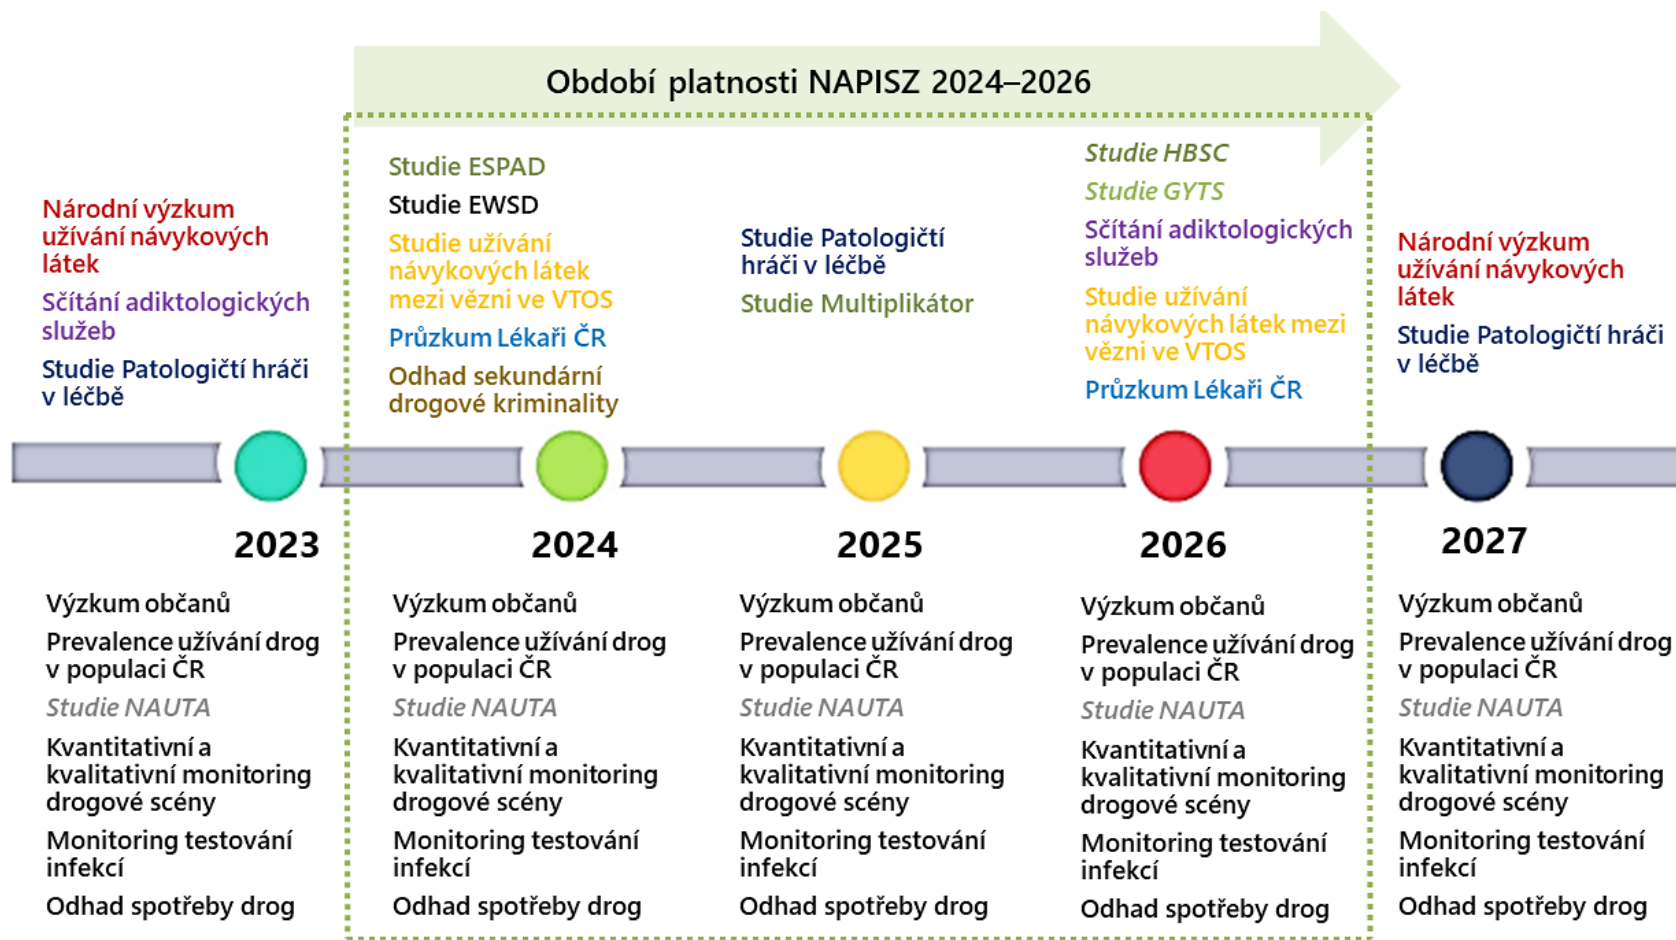 Období platnosti NAPISZ 2024–2026
Národní výzkum
užívání návykových
látek
Sčítání adiktologických
služeb
Studie Patologičtí hráči
v léčbě
Studie ESPAD
Studie EWSD
Studie užívání
návykových látek
mezi vězni ve VTOS
Průzkum Lékaři ČR
Odhad sekundární
drogové kriminality
Studie Patologičtí
hráči v léčbě
Studie Multiplikátor
Studie HBSC
Studie GYTS
Sčítání adiktologických
služeb
Studie užívání
návykových látek mezi
vězni ve VTOS
Průzkum Lékaři ČR
Národní výzkum
užívání návykových
látek
Studie Patologičtí hráči
v léčbě
2023
2024
2025
2026
2027
Výzkum občanů
Prevalence užívání drog
v populaci ČR
Studie NAUTA
Kvantitativní a
kvalitativní monitoring
drogové scény
Monitoring testování
infekcí
Odhad spotřeby drog
Výzkum občanů
Prevalence užívání drog
v populaci ČR
Studie NAUTA
Kvantitativní a
kvalitativní monitoring
drogové scény
Monitoring testování
infekcí
Odhad spotřeby drog
Výzkum občanů
Prevalence užívání drog
v populaci ČR
Studie NAUTA
Kvantitativní a
kvalitativní monitoring
drogové scény
Monitoring testování
infekcí
Odhad spotřeby drog
Výzkum občanů
Prevalence užívání drog
v populaci ČR
Studie NAUTA
Kvantitativní a
kvalitativní monitoring
drogové scény
Monitoring testování
infekcí
Odhad spotřeby drog
Výzkum občanů
Prevalence užívání drog
v populaci ČR
Studie NAUTA
Kvantitativní a
kvalitativní monitoring
drogové scény
Monitoring testování
infekcí
Odhad spotřeby drog